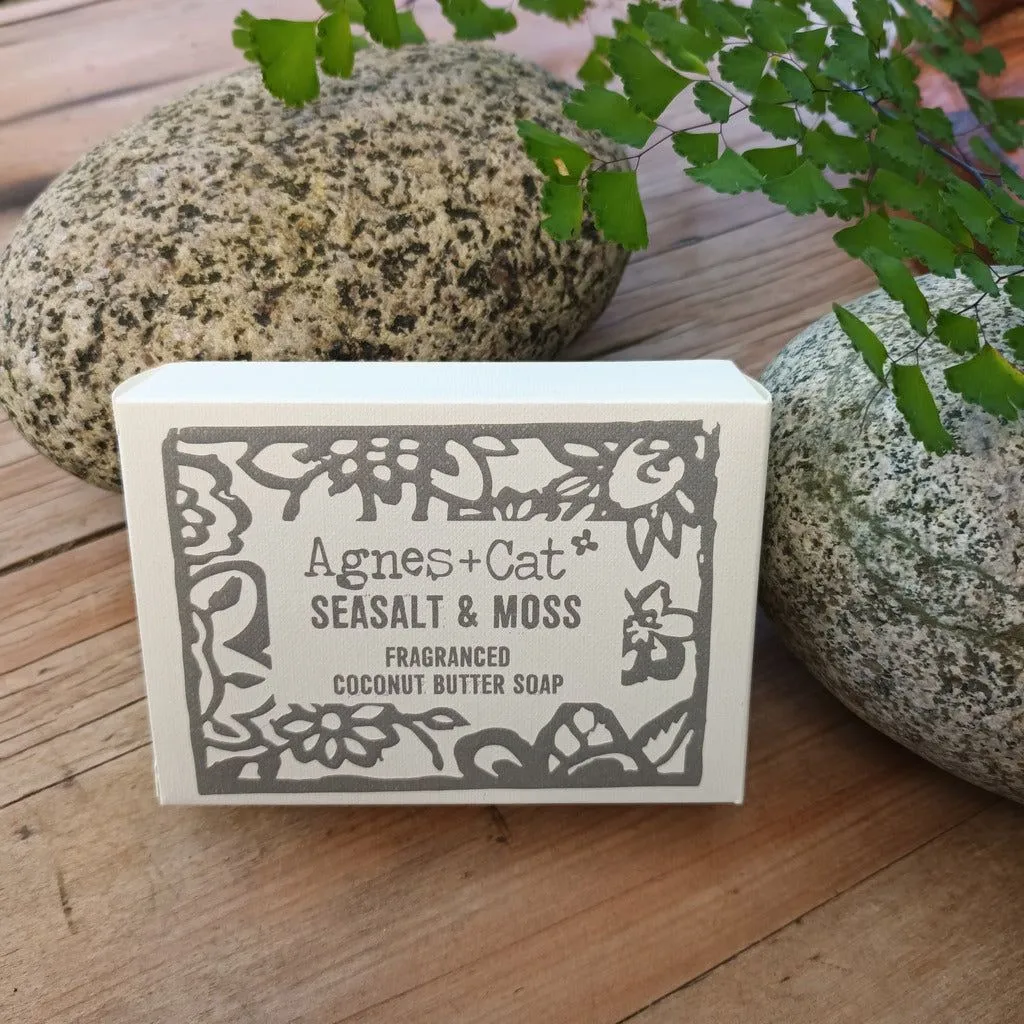 Agnes+Cat
SEASALT & MOSS
FRAGRANCED
COCONUT BUTTER SOAP